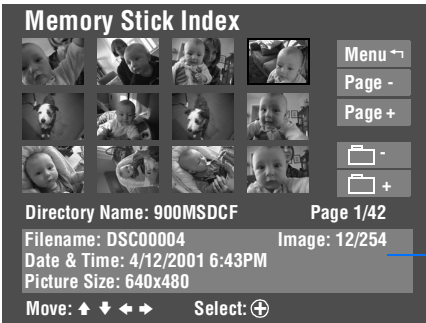 Memory Stick Index
Menu
Page -
Page +
-
+
Directory Name: 900MSDCF Page 1/42
Filename: DSC00004 Image: 12/254
Date & Time: 4/12/2001 6:43PM
Picture Size: 640x480
Move: Select: